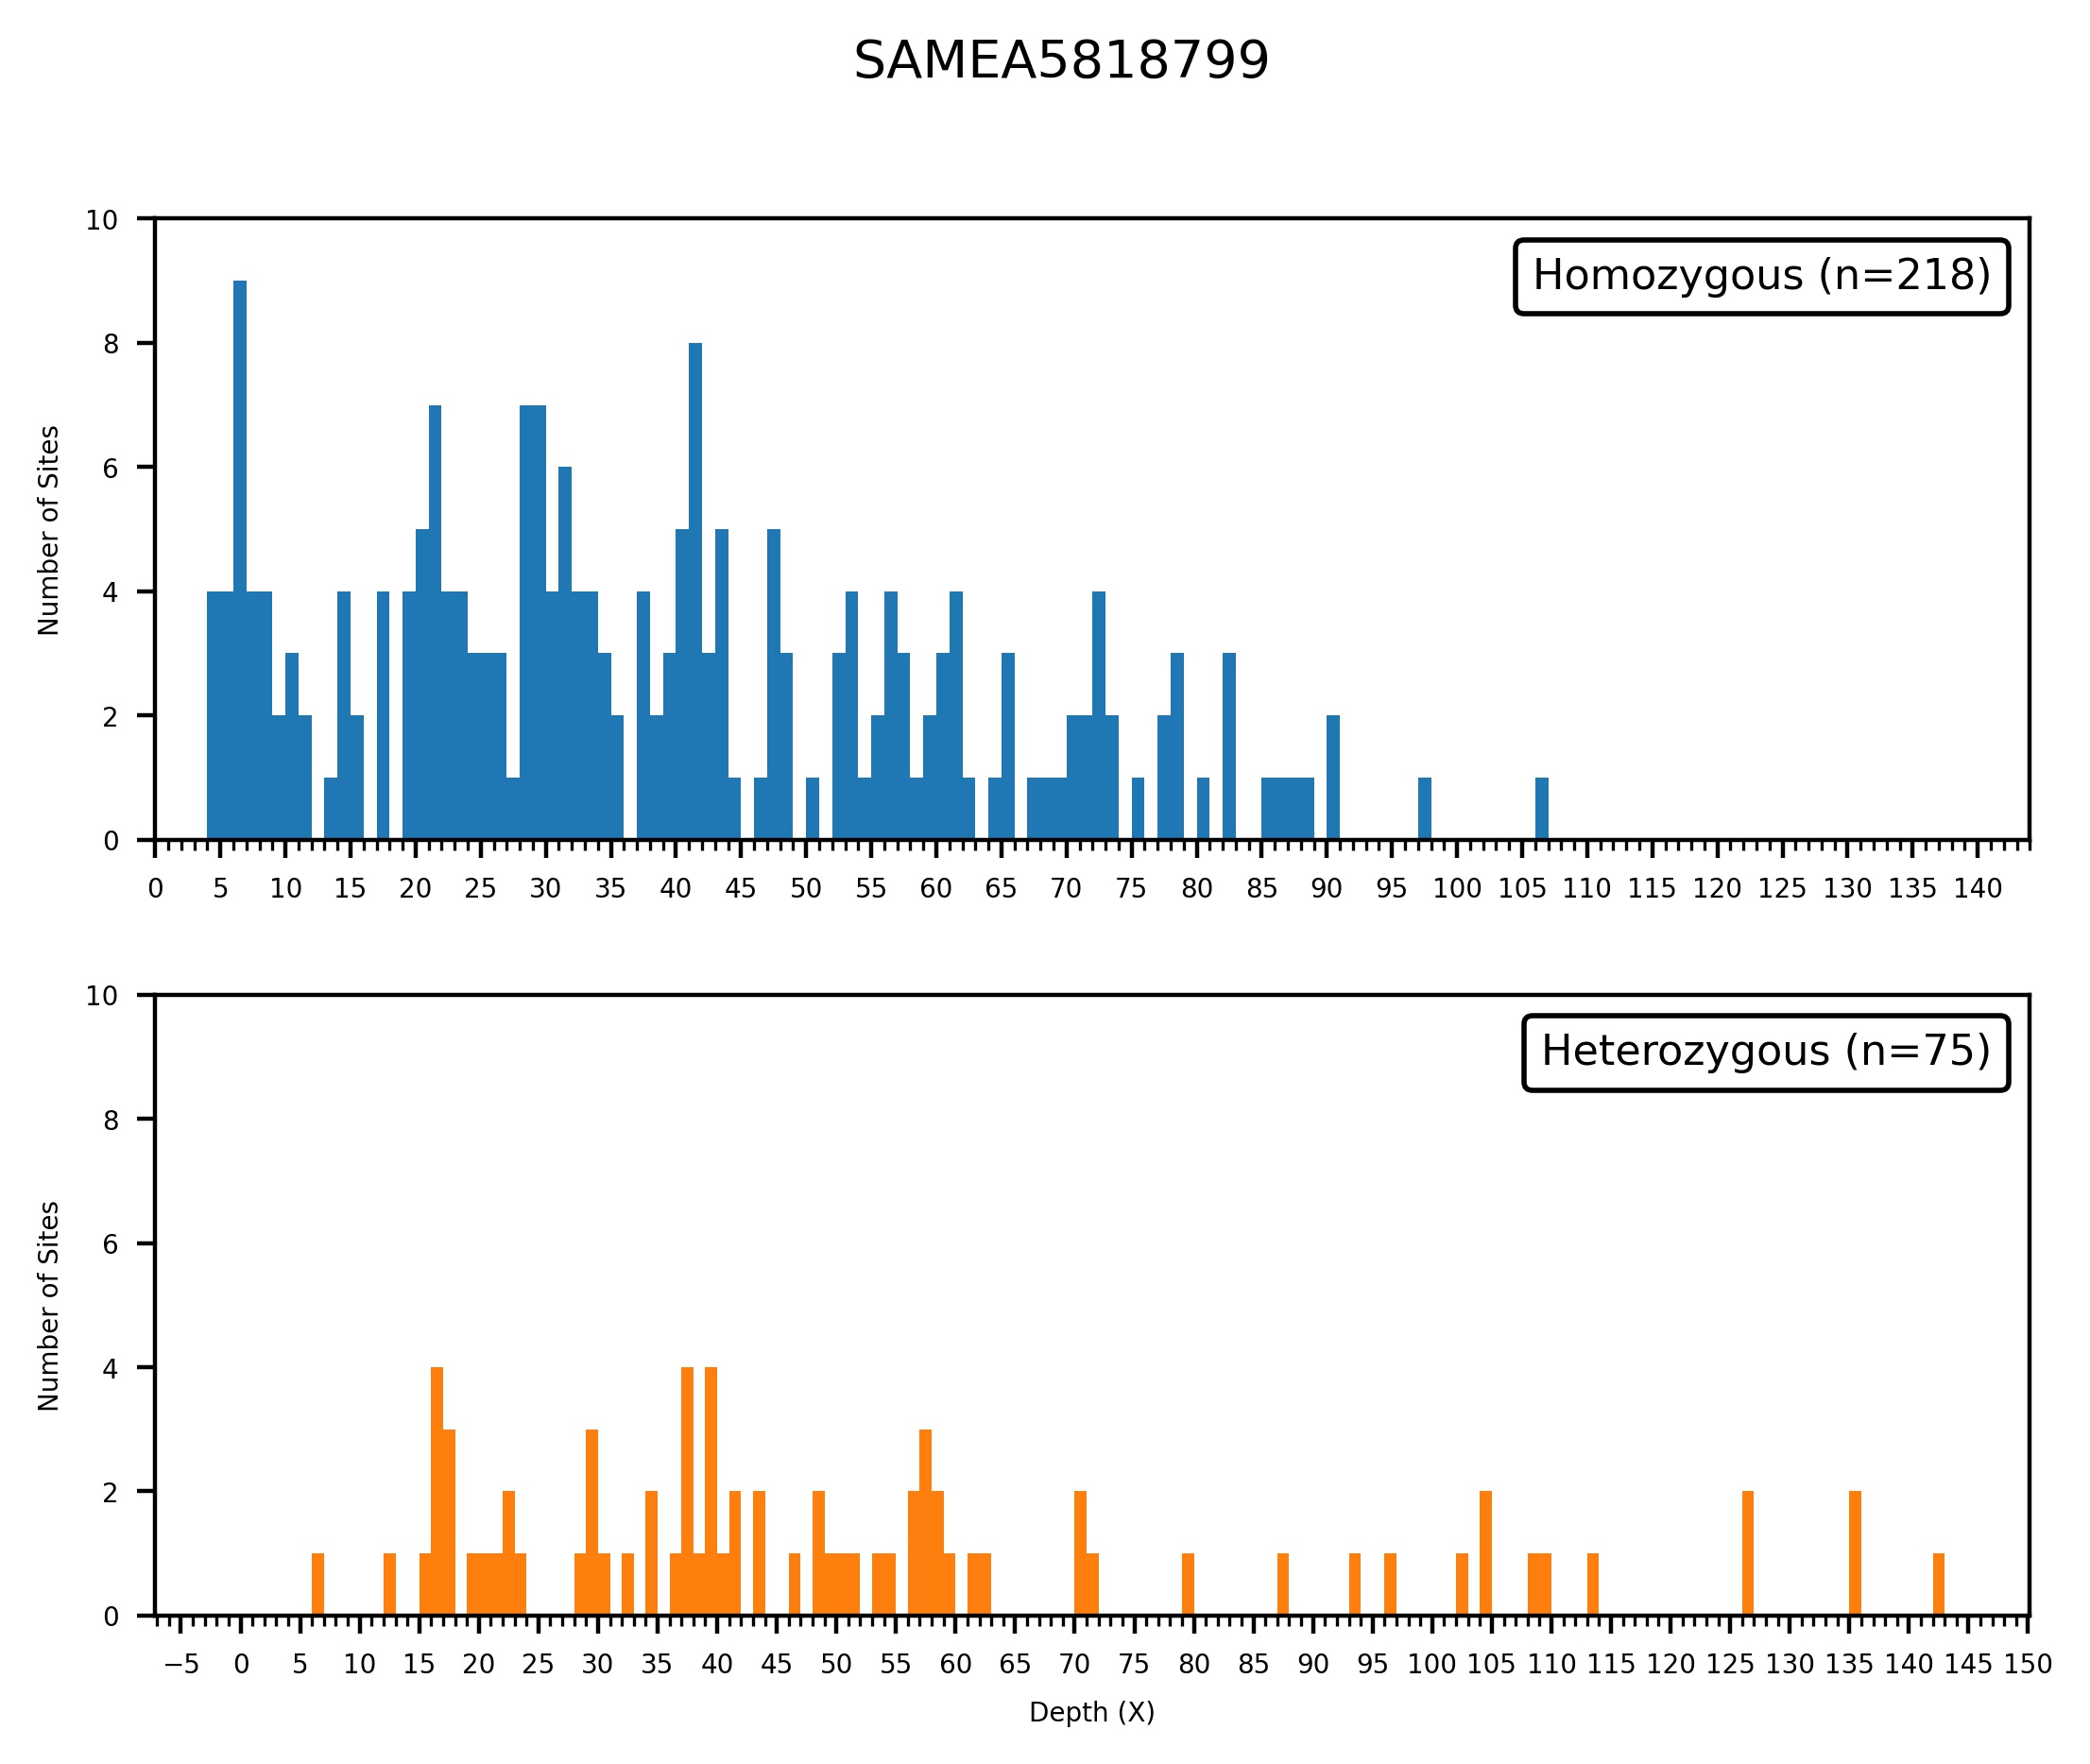 SAMEA5818799
Homozygous (n=218)
Number of Sites
10
8
6
4
2
0
0 5 10 15 20 25 30 35 40 45 50 55 60 65 70 75 80 85 90 95 100 105 110 115 120 125 130 135 140
Heterozygous (n=75)
Number of Sites
10
8
6
4
2
0
−5 0 5 10 15 20 25 30 35 40 45 50 55 60 65 70 75 80 85 90 95 100 105 110 115 120 125 130 135 140 145 150
Depth (X)